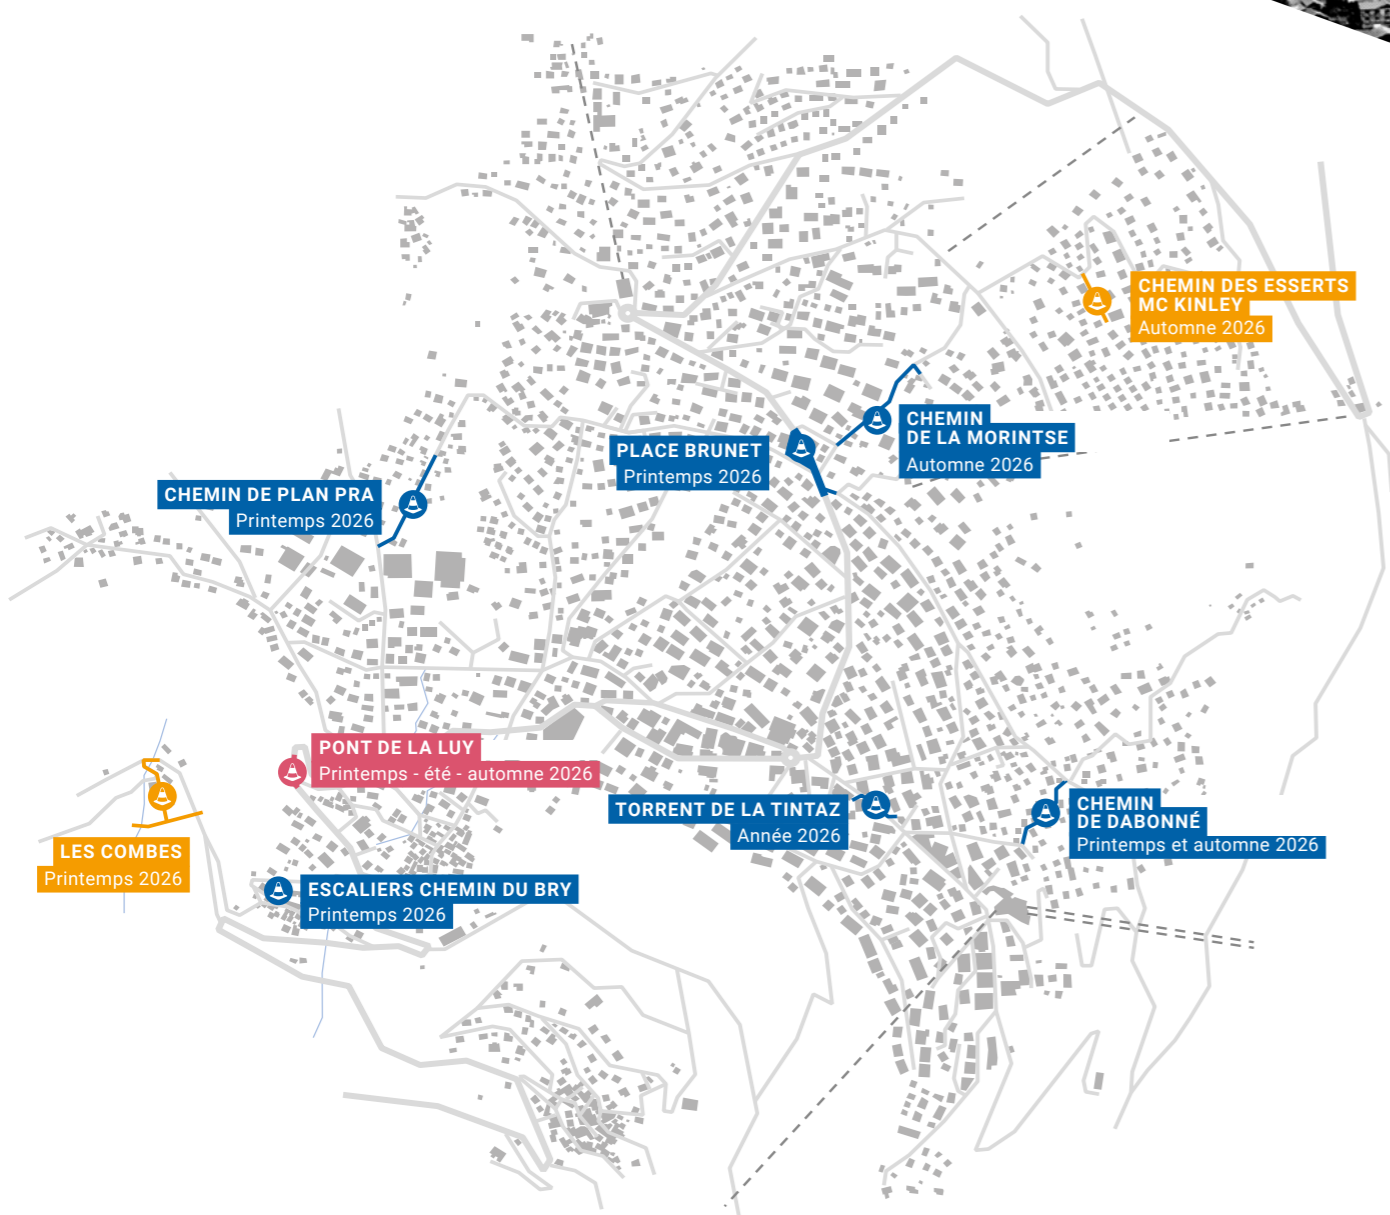 CHEMIN DES ESSERTS
MC KINLEY
Automne 2026
CHEMIN
DE LA MORINTSE
Automne 2026
PLACE BRUNET
Printemps 2026
CHEMIN DE PLAN PRA
Printemps 2026
PONT DE LA LUY
Printemps - été - automne 2026
TORRENT DE LA TINTAZ
Année 2026
CHEMIN
DE DABONNÉ
Printemps et automne 2026
LES COMBES
Printemps 2026
ESCALIERS CHEMIN DU BRY
Printemps 2026